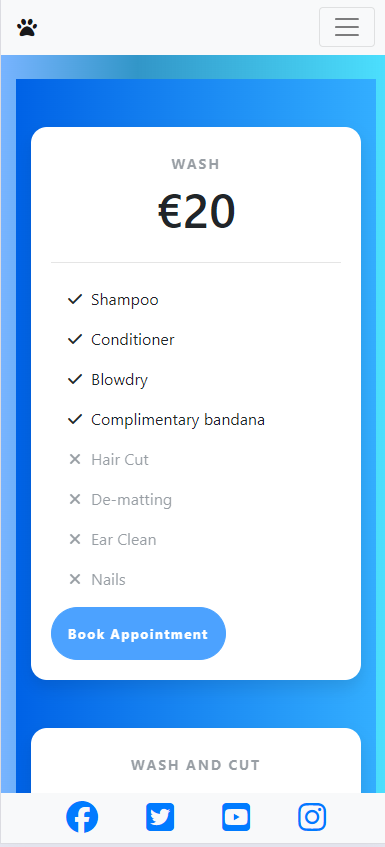 WASH
€20
Shampoo
Conditioner
Blowdry
Complimentary bandana
Hair Cut
De-matting
Ear Clean
Nails
Book Appointment
WASH AND CUT